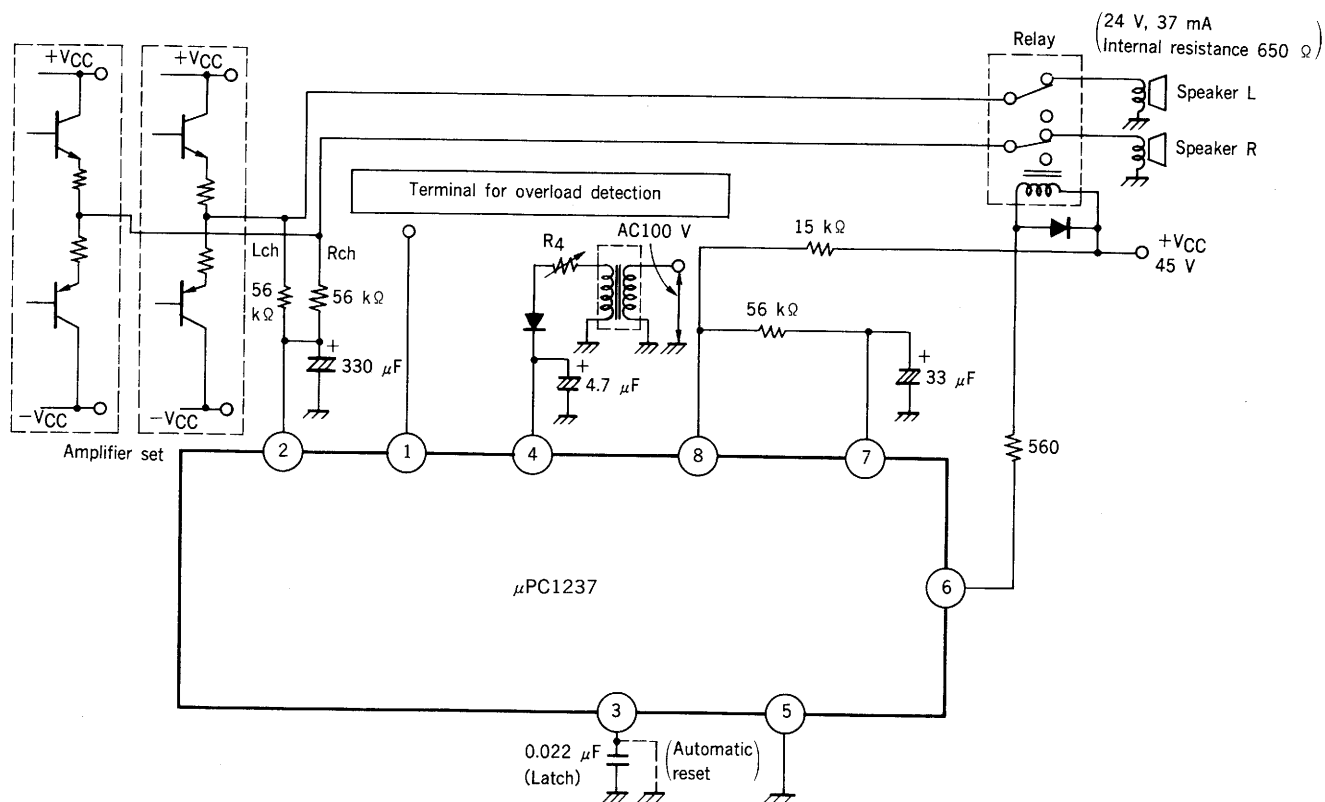 (24 V, 37 mA
Internal resistance 650 Ω)
Relay
+VCC
+VCC
Speaker L
Speaker R
Terminal for overload detection
AC100 V
R4
15 kΩ
+VCC
45 V
Lch
Rch
56
kΩ
56 kΩ
56 kΩ
+
330 μF
+
4.7 μF
+
33 μF
−VCC
−VCC
Amplifier set
2
1
4
8
7
560
μPC1237
6
3
5
0.022 μF
(Latch)
(Automatic
reset)